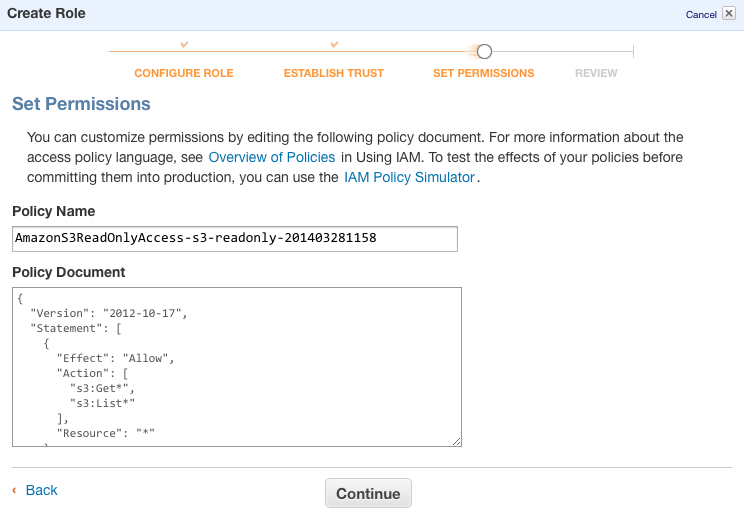 Create Role
Cancel
CONFIGURE ROLE ESTABLISH TRUST SET PERMISSIONS REVIEW
Set Permissions
You can customize permissions by editing the following policy document. For more information about the
access policy language, see Overview of Policies in Using IAM. To test the effects of your policies before
committing them into production, you can use the IAM Policy Simulator.
Policy Name
AmazonS3ReadOnlyAccess-s3-readonly-201403281158
Policy Document
{
"Version": "2012-10-17",
"Statement": [
{
"Effect": "Allow",
"Action": [
"s3:Get*",
"s3:List*"
],
"Resource": "*"
‹ Back
Continue